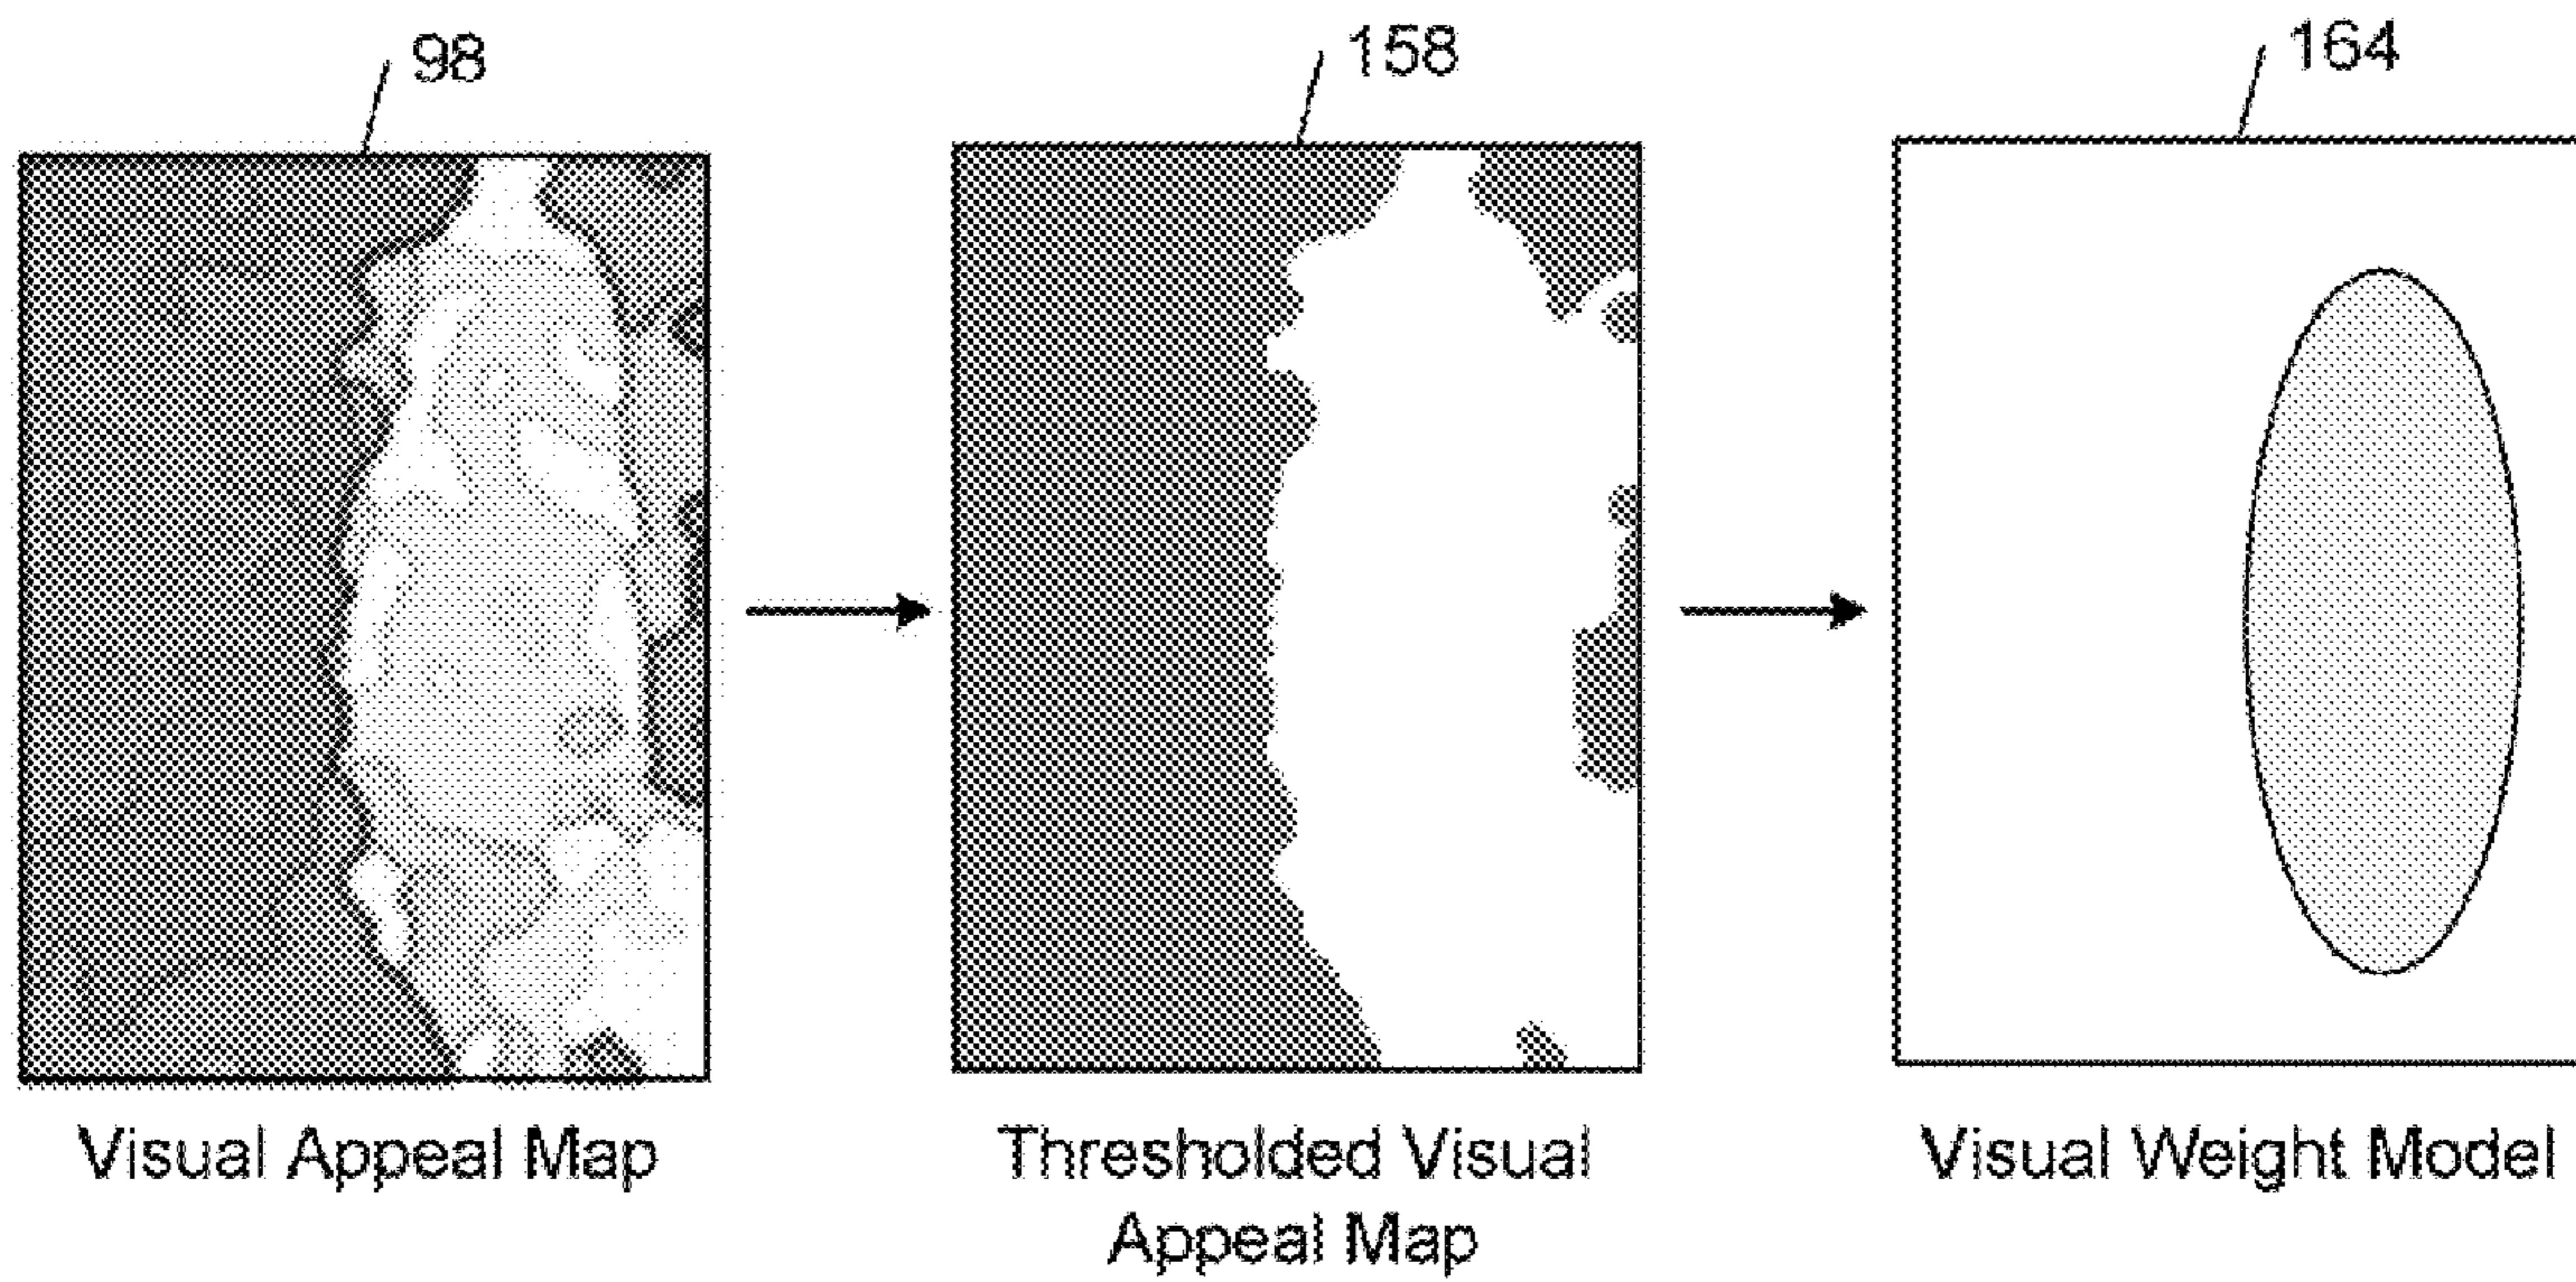 98
158
164
Visual Appeal Map
Thresholded Visual
Appeal Map
Visual Weight Model